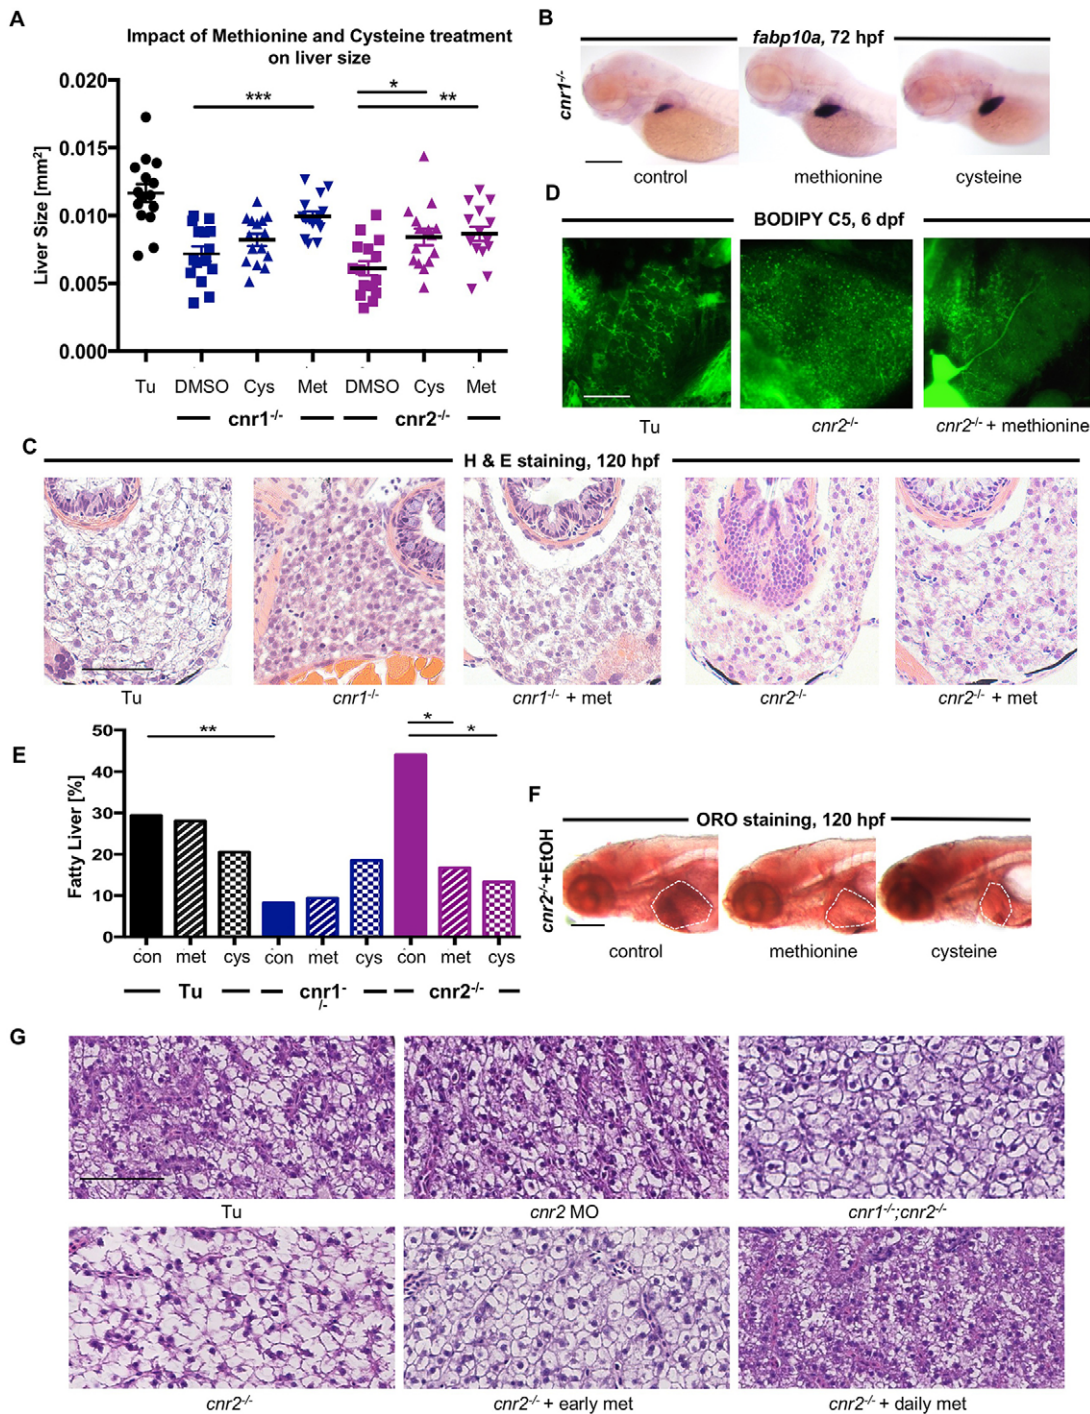 A
Impact of Methionine and Cysteine treatment
on liver size
***
*
**
0.020
0.015
0.010
0.005
0.000
Liver Size [mm²]
Tu
DMSO
Cys
Met
DMSO
Cys
Met
cnr1-/-
cnr2-/-
B
fabp10a, 72 hpf
cnr1-/-
control
methionine
cysteine
D
BODIPY C5, 6 dpf
Tu
cnr2-/-
cnr2-/- + methionine
C
H & E staining, 120 hpf
Tu
cnr1-/-
cnr1-/- + met
cnr2-/-
cnr2-/- + met
E
**
*
*
50
40
30
20
10
0
Fatty Liver [%]
con
met
cys
con
met
cys
con
met
cys
Tu
cnr1-
/-
cnr2-/-
F
ORO staining, 120 hpf
cnr2-/-+EtOH
control
methionine
cysteine
G
Tu
cnr2 MO
cnr1-/-;cnr2-/-
cnr2-/-
cnr2-/- + early met
cnr2-/- + daily met